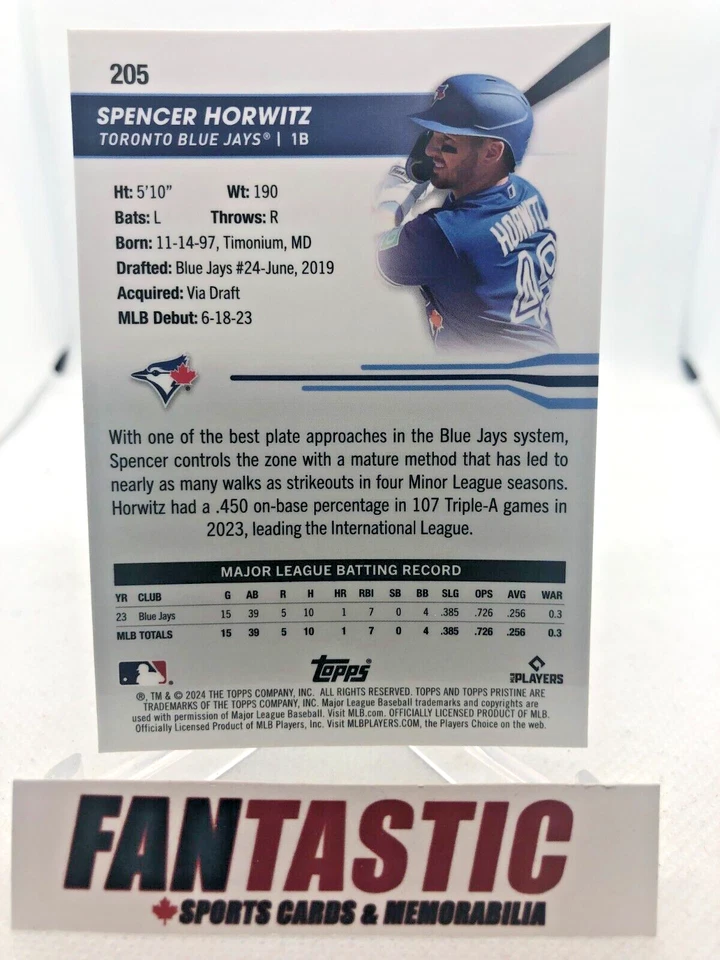 205
SPENCER HORWITZ
TORONTO BLUE JAYS® | 1B
Ht: 5'10" Wt: 190
Bats: L Throws: R
Born: 11-14-97, Timonium, MD
Drafted: Blue Jays #24-June, 2019
Acquired: Via Draft
MLB Debut: 6-18-23
HORWITZ
48
With one of the best plate approaches in the Blue Jays system,
Spencer controls the zone with a mature method that has led to
nearly as many walks as strikeouts in four Minor League seasons.
Horwitz had a .450 on-base percentage in 107 Triple-A games in
2023, leading the International League.
MAJOR LEAGUE BATTING RECORD
YR CLUB G AB R H HR RBI SB BB SLG OPS AVG WAR
23 Blue Jays 15 39 5 10 1 7 0 4 .385 .726 .256 0.3
MLB TOTALS 15 39 5 10 1 7 0 4 .385 .726 .256 0.3
topps® PLAYERS
®, TM & © 2024 THE TOPPS COMPANY, INC. ALL RIGHTS RESERVED. TOPPS AND TOPPS PRISTINE ARE
TRADEMARKS OF THE TOPPS COMPANY, INC. Major League Baseball trademarks and copyrights are
used with permission of Major League Baseball. Visit MLB.com. OFFICIALLY LICENSED PRODUCT OF MLB.
Officially Licensed Product of MLB Players, Inc. Visit MLBPLAYERS.COM, the Players Choice on the web.
FANTASTIC
SPORTS CARDS & MEMORABILIA